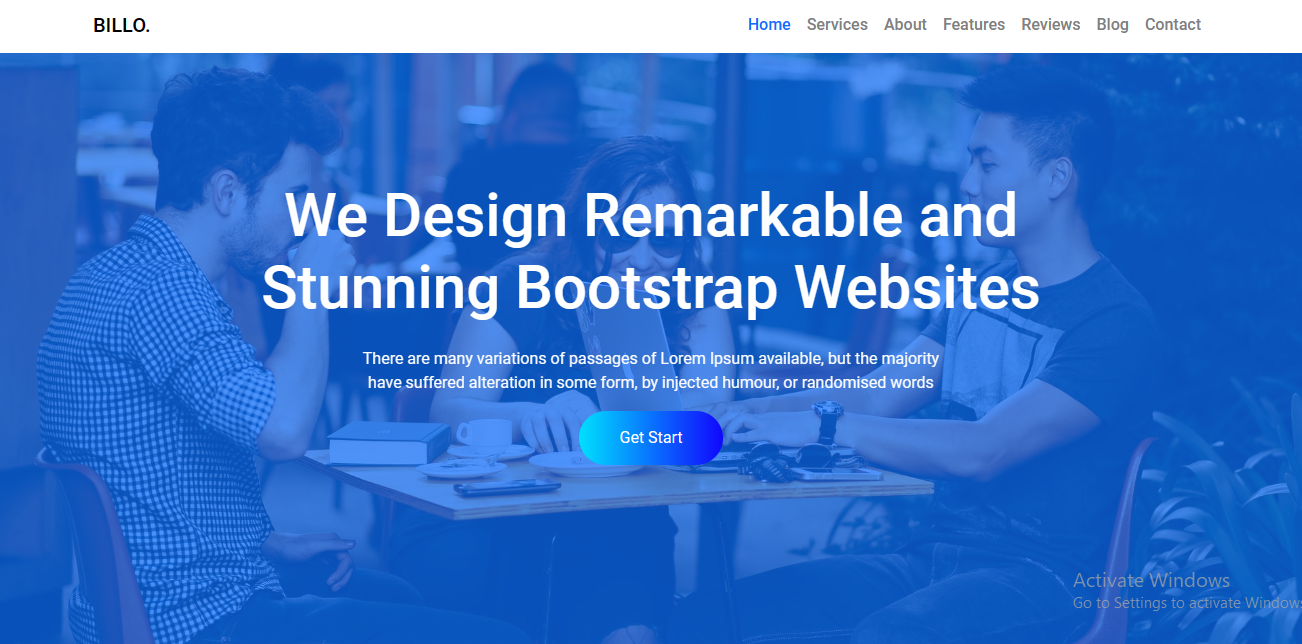 BILLO.
Home Services About Features Reviews Blog Contact
We Design Remarkable and
Stunning Bootstrap Websites
There are many variations of passages of Lorem Ipsum available, but the majority
have suffered alteration in some form, by injected humour, or randomised words
Get Start
Activate Windows
Go to Settings to activate Windows